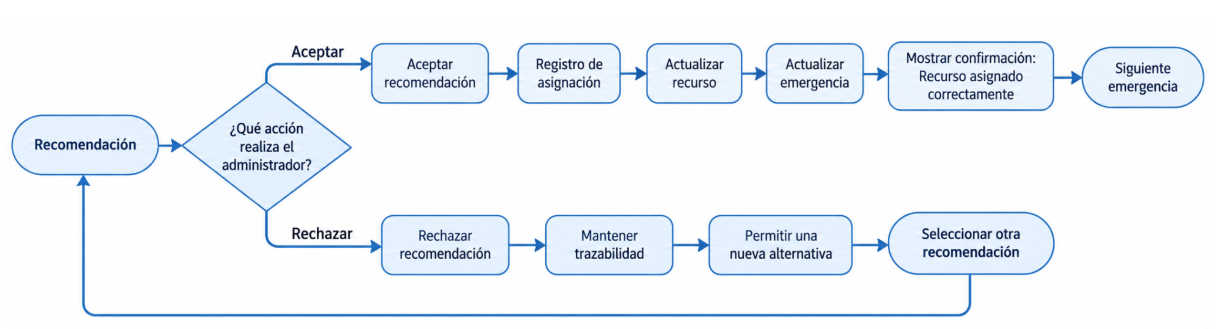 Aceptar
Aceptar
recomendación
Registro de
asignación
Actualizar
recurso
Actualizar
emergencia
Mostrar confirmación:
Recurso asignado
correctamente
Siguiente
emergencia
Recomendación
¿Qué acción
realiza el
administrador?
Rechazar
Rechazar
recomendación
Mantener
trazabilidad
Permitir una
nueva alternativa
Seleccionar otra
recomendación